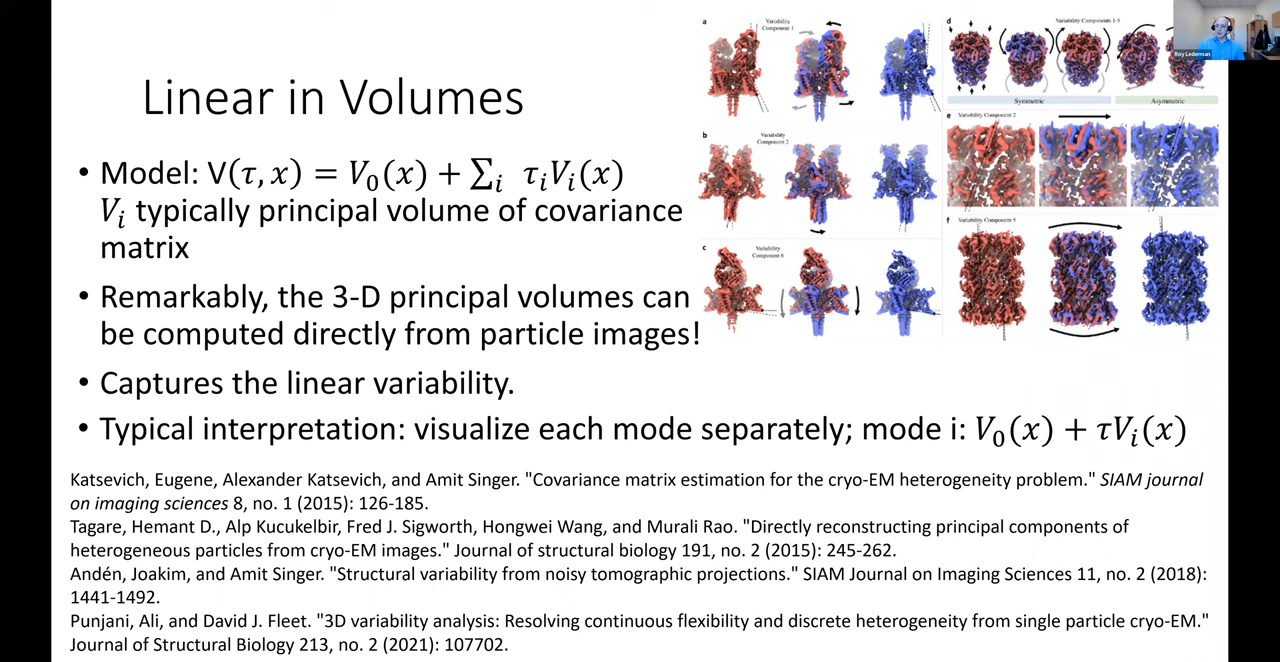 Linear in Volumes
• Model: V(τ, x) = V₀(x) + ∑ᵢ τᵢVᵢ(x)
Vᵢ typically principal volume of covariance
matrix
• Remarkably, the 3-D principal volumes can
be computed directly from particle images!
• Captures the linear variability.
• Typical interpretation: visualize each mode separately; mode i: V₀(x) + τVᵢ(x)
Katsevich, Eugene, Alexander Katsevich, and Amit Singer. "Covariance matrix estimation for the cryo-EM heterogeneity problem." SIAM journal
on imaging sciences 8, no. 1 (2015): 126-185.
Tagare, Hemant D., Alp Kucukelbir, Fred J. Sigworth, Hongwei Wang, and Murali Rao. "Directly reconstructing principal components of
heterogeneous particles from cryo-EM images." Journal of structural biology 191, no. 2 (2015): 245-262.
Andén, Joakim, and Amit Singer. "Structural variability from noisy tomographic projections." SIAM Journal on Imaging Sciences 11, no. 2 (2018):
1441-1492.
Punjani, Ali, and David J. Fleet. "3D variability analysis: Resolving continuous flexibility and discrete heterogeneity from single particle cryo-EM."
Journal of Structural Biology 213, no. 2 (2021): 107702.
a
Variability
Component 1
b
Variability
Component 2
c
Variability
Component 6
d
Variability Components 1-5
Symmetric
Asymmetric
e
Variability Component 2
f
Variability Component 5
Roy Lederman